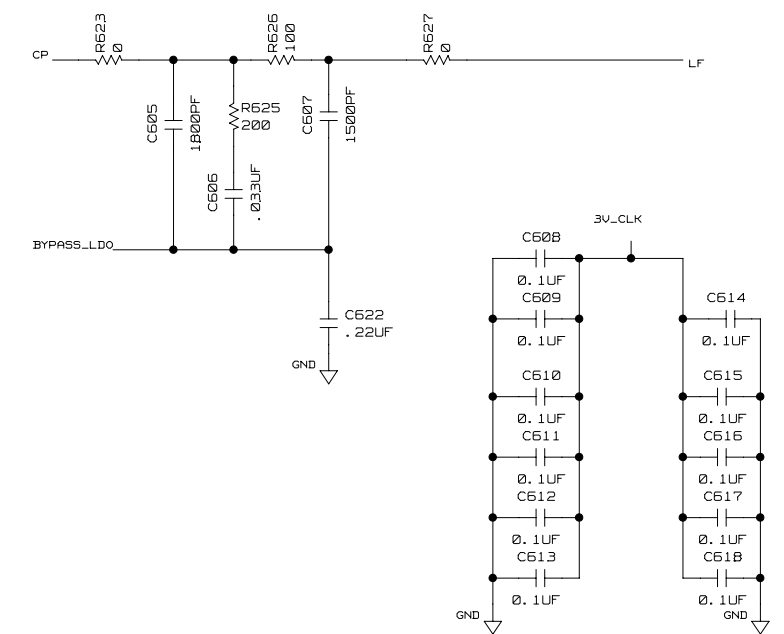 R623
0
R626
100
R627
0
CP
LF
C605
1800PF
R625
200
C607
1500PF
C606
.033UF
BYPASS_LDO
C622
.22UF
GND
3V_CLK
C608
0.1UF
C609
0.1UF
C614
0.1UF
C610
0.1UF
C615
0.1UF
C611
0.1UF
C616
0.1UF
C612
0.1UF
C617
0.1UF
C613
0.1UF
C618
0.1UF
GND
GND